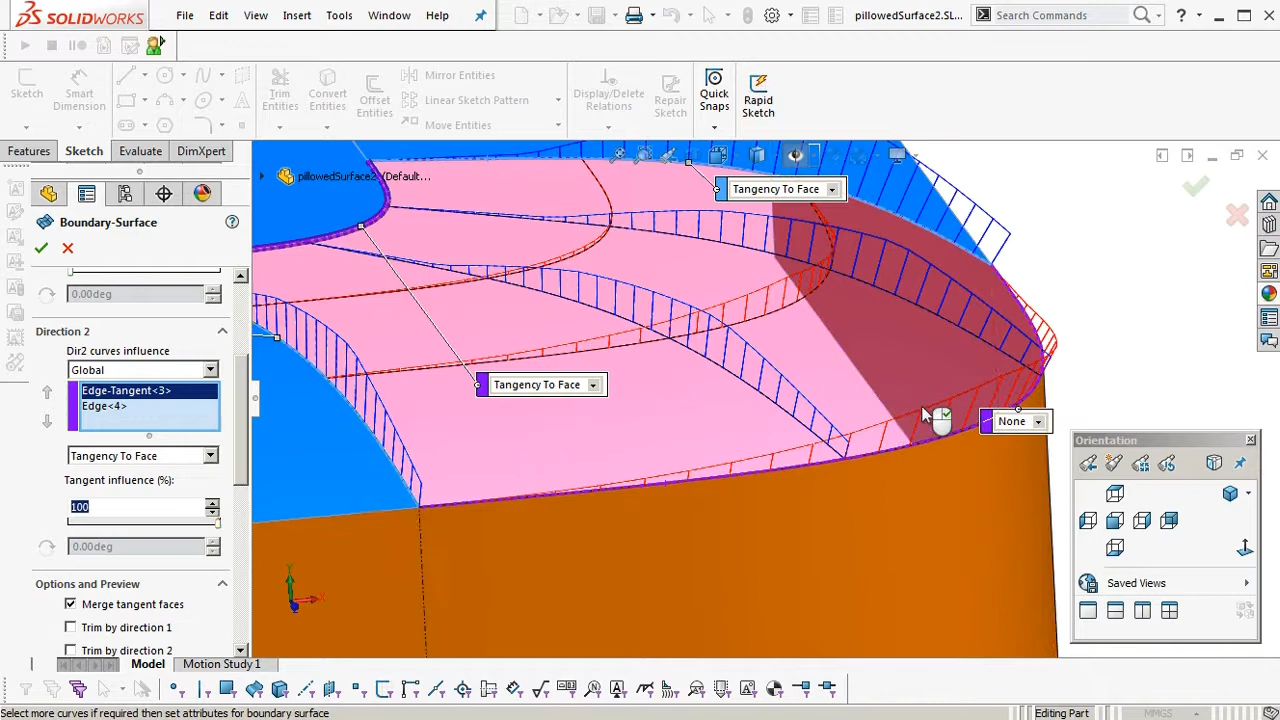 SOLIDWORKS
File Edit View Insert Tools Window Help
pillowedSurface2.SL...
Search Commands
?
Sketch
Smart Dimension
Trim Entities
Convert Entities
Offset Entities
Mirror Entities
Linear Sketch Pattern
Move Entities
Display/Delete Relations
Repair Sketch
Quick Snaps
Rapid Sketch
Features Sketch Evaluate DimXpert
pillowedSurface2 (Default...
Tangency To Face
Boundary-Surface
0.00deg
Direction 2
Dir2 curves influence
Global
Edge-Tangent<3>
Edge<4>
Tangency To Face
Tangent influence (%):
100
0.00deg
Options and Preview
Merge tangent faces
Trim by direction 1
Trim by direction 2
Tangency To Face
None
Orientation
Saved Views
Model Motion Study 1
Select more curves if required then set attributes for boundary surface
Editing Part
MMGS